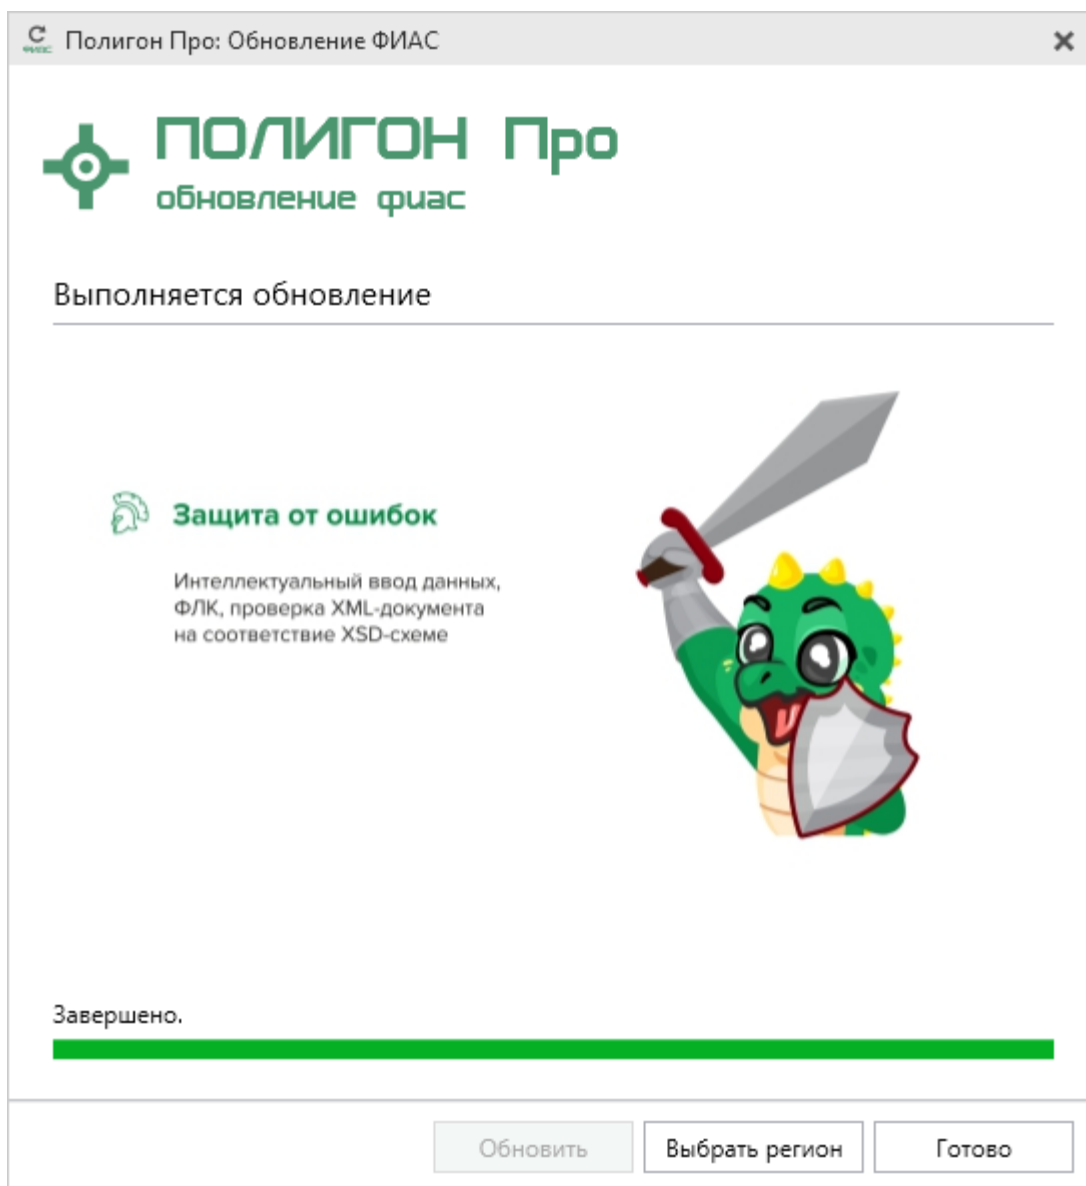 Полигон Про: Обновление ФИАС
ПОЛИГОН Про
обновление фиас
Выполняется обновление
Защита от ошибок
Интеллектуальный ввод данных,
ФЛК, проверка XML-документа
на соответствие XSD-схеме
Завершено.
Обновить
Выбрать регион
Готово